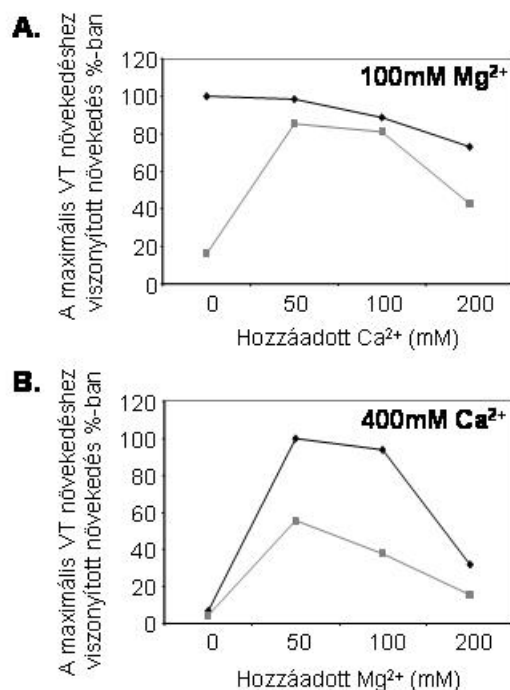 A.
A maximális VT növekedéshez
viszonyított növekedés %-ban
100mM Mg²⁺
120
100
80
60
40
20
0
0 50 100 200
Hozzáadott Ca²⁺ (mM)
B.
A maximális VT növekedéshez
viszonyított növekedés %-ban
400mM Ca²⁺
120
100
80
60
40
20
0
0 50 100 200
Hozzáadott Mg²⁺ (mM)